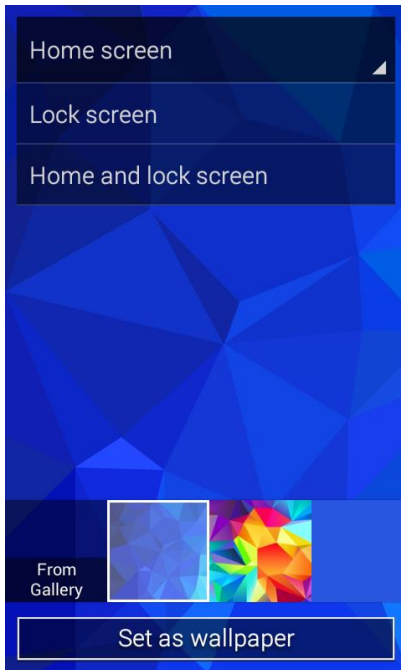 Home screen
Lock screen
Home and lock screen
From
Gallery
Set as wallpaper